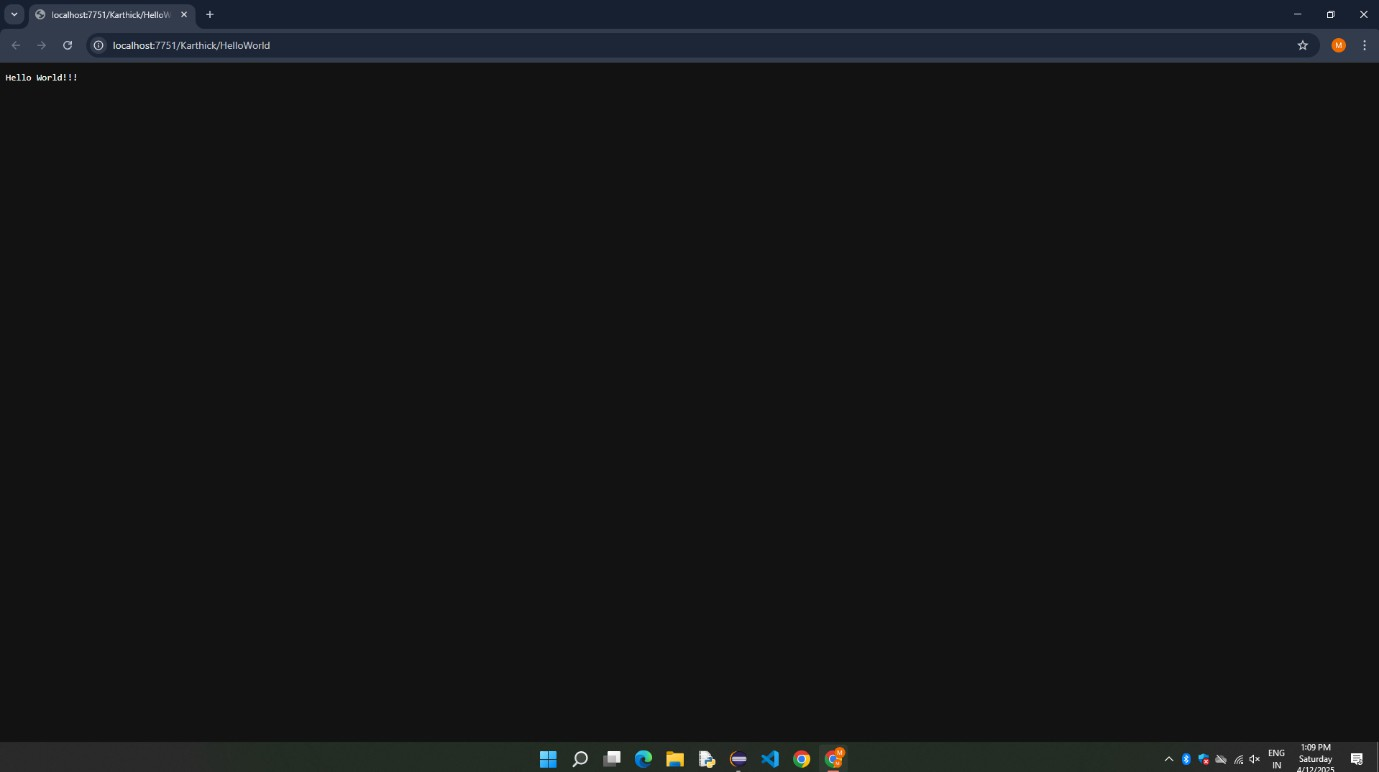 localhost:7751/Karthick/HelloW
localhost:7751/Karthick/HelloWorld
M
Hello World!!!
M
ENG
IN
1:09 PM
Saturday
4/12/2025